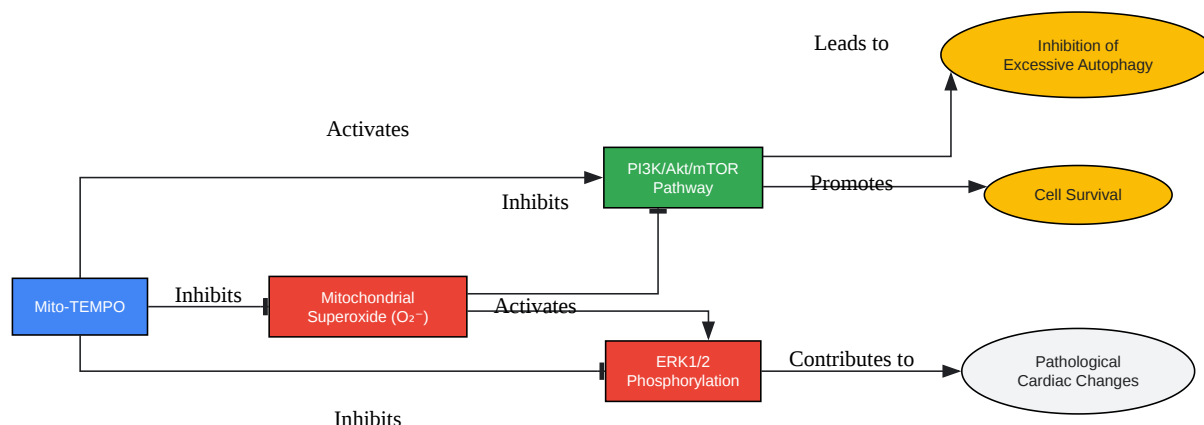 Leads to
Inhibition of
Excessive Autophagy
Activates
PI3K/Akt/mTOR
Pathway
Inhibits
Promotes
Cell Survival
Mito-TEMPO
Inhibits
Mitochondrial
Superoxide (O₂⁻)
Activates
ERK1/2
Phosphorylation
Contributes to
Pathological
Cardiac Changes
Inhibits